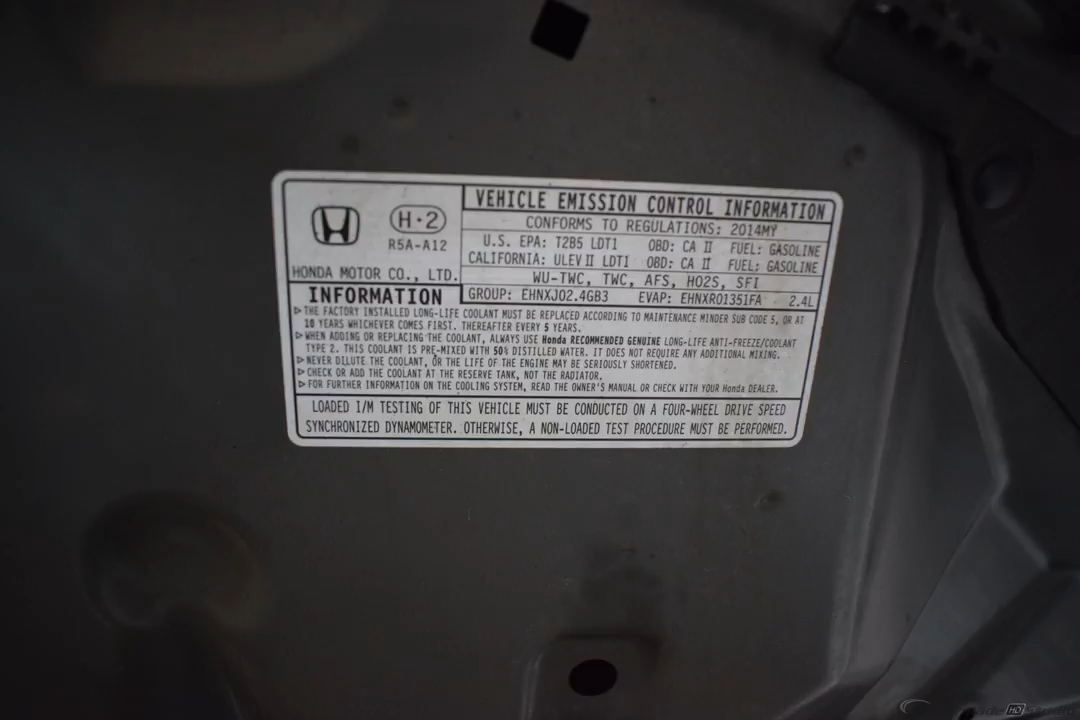 H·2
R5A-A12
HONDA MOTOR CO., LTD.
VEHICLE EMISSION CONTROL INFORMATION
CONFORMS TO REGULATIONS: 2014MY
U.S. EPA: T2B5 LDT1 OBD: CA II FUEL: GASOLINE
CALIFORNIA: ULEV II LDT1 OBD: CA II FUEL: GASOLINE
WU-TWC, TWC, AFS, HO2S, SFI
GROUP: EHNXJ02.4GB3 EVAP: EHNXR0135IFA 2.4L
INFORMATION
▷THE FACTORY INSTALLED LONG-LIFE COOLANT MUST BE REPLACED ACCORDING TO MAINTENANCE MINDER SUB CODE 5, OR AT
10 YEARS WHICHEVER COMES FIRST. THEREAFTER EVERY 5 YEARS.
▷WHEN ADDING OR REPLACING THE COOLANT, ALWAYS USE Honda RECOMMENDED GENUINE LONG-LIFE ANTI-FREEZE/COOLANT
TYPE 2. THIS COOLANT IS PRE-MIXED WITH 50% DISTILLED WATER. IT DOES NOT REQUIRE ANY ADDITIONAL MIXING.
▷NEVER DILUTE THE COOLANT, OR THE LIFE OF THE ENGINE MAY BE SERIOUSLY SHORTENED.
▷CHECK OR ADD THE COOLANT AT THE RESERVE TANK, NOT THE RADIATOR.
▷FOR FURTHER INFORMATION ON THE COOLING SYSTEM, READ THE OWNER'S MANUAL OR CHECK WITH YOUR Honda DEALER.
LOADED I/M TESTING OF THIS VEHICLE MUST BE CONDUCTED ON A FOUR-WHEEL DRIVE SPEED
SYNCHRONIZED DYNAMOMETER. OTHERWISE, A NON-LOADED TEST PROCEDURE MUST BE PERFORMED.
HD